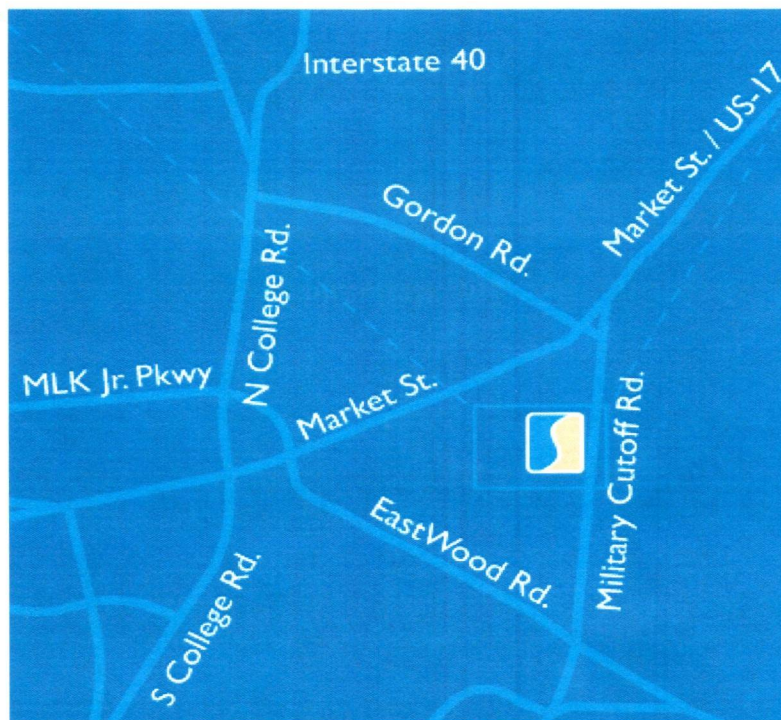 Interstate 40
Market St. / US-17
Gordon Rd.
N College Rd.
MLK Jr. Pkwy
Market St.
Military Cutoff Rd.
EastWood Rd.
S College Rd.